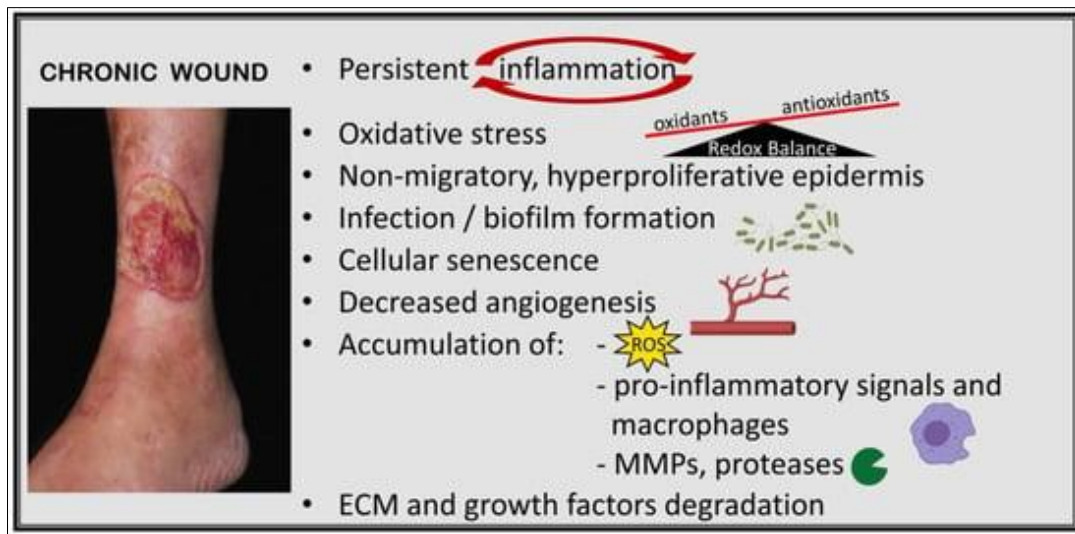 CHRONIC WOUND
• Persistent inflammation
oxidants antioxidants
Redox Balance
• Oxidative stress
• Non-migratory, hyperproliferative epidermis
• Infection / biofilm formation
• Cellular senescence
• Decreased angiogenesis
• Accumulation of: - ROS
- pro-inflammatory signals and
macrophages
- MMPs, proteases
• ECM and growth factors degradation